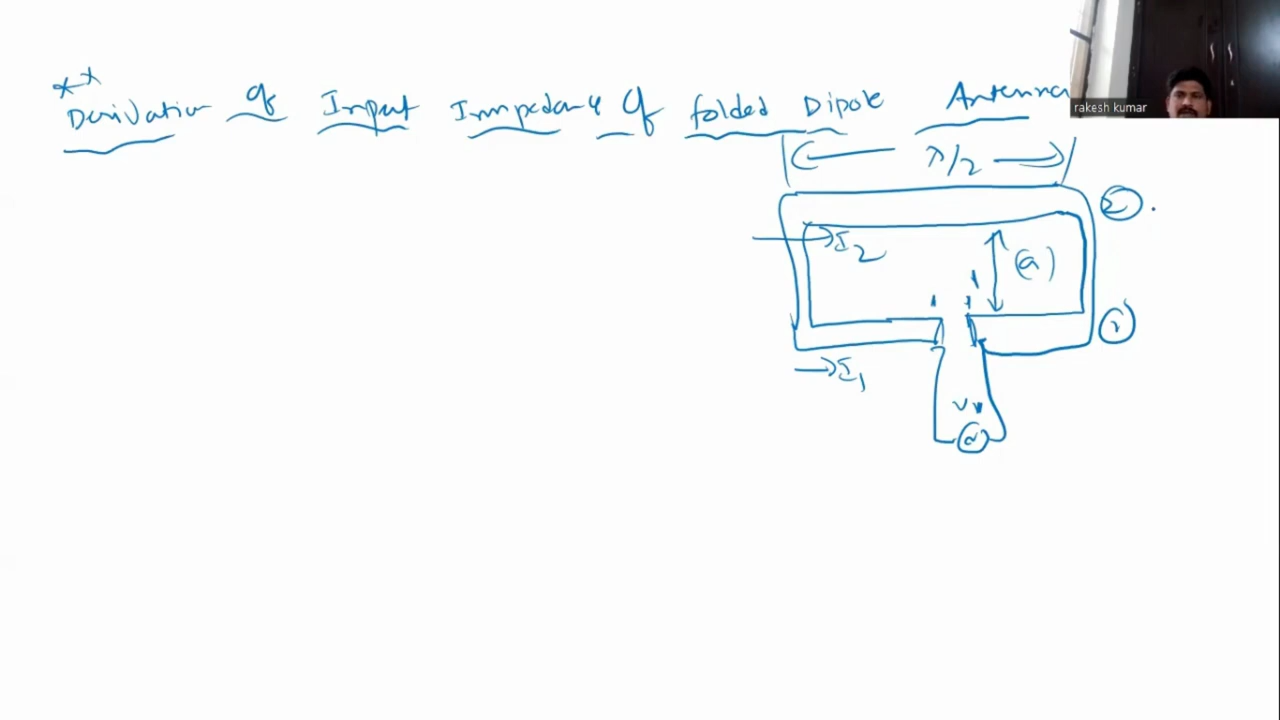 **
Derivation of Input Impedance of folded Dipole Antenna
rakesh kumar
λ/2
2
I2
(a)
1
I1
V